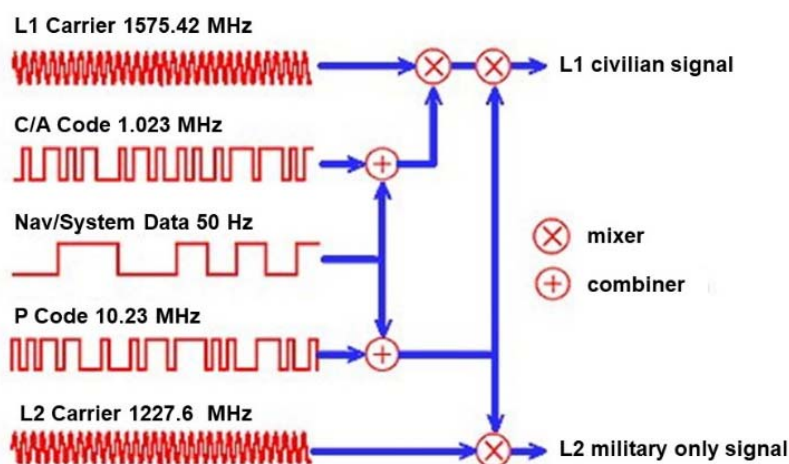 L1 Carrier 1575.42 MHz
L1 civilian signal
C/A Code 1.023 MHz
Nav/System Data 50 Hz
mixer
combiner
P Code 10.23 MHz
L2 Carrier 1227.6 MHz
L2 military only signal